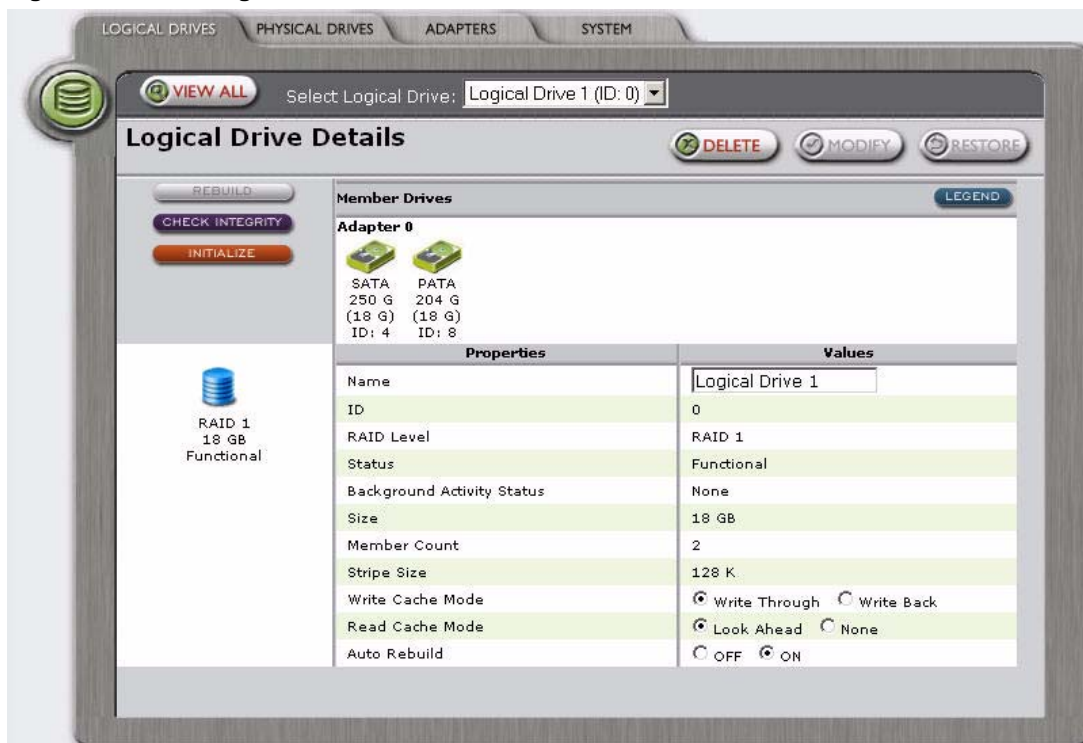 LOGICAL DRIVES PHYSICAL DRIVES ADAPTERS SYSTEM
VIEW ALL Select Logical Drive: Logical Drive 1 (ID: 0)
Logical Drive Details DELETE MODIFY RESTORE
REBUILD
CHECK INTEGRITY
INITIALIZE
Member Drives LEGEND
Adapter 0
SATA PATA
250 G 204 G
(18 G) (18 G)
ID: 4 ID: 8
RAID 1
18 GB
Functional
Properties Values
Name Logical Drive 1
ID 0
RAID Level RAID 1
Status Functional
Background Activity Status None
Size 18 GB
Member Count 2
Stripe Size 128 K
Write Cache Mode Write Through Write Back
Read Cache Mode Look Ahead None
Auto Rebuild OFF ON